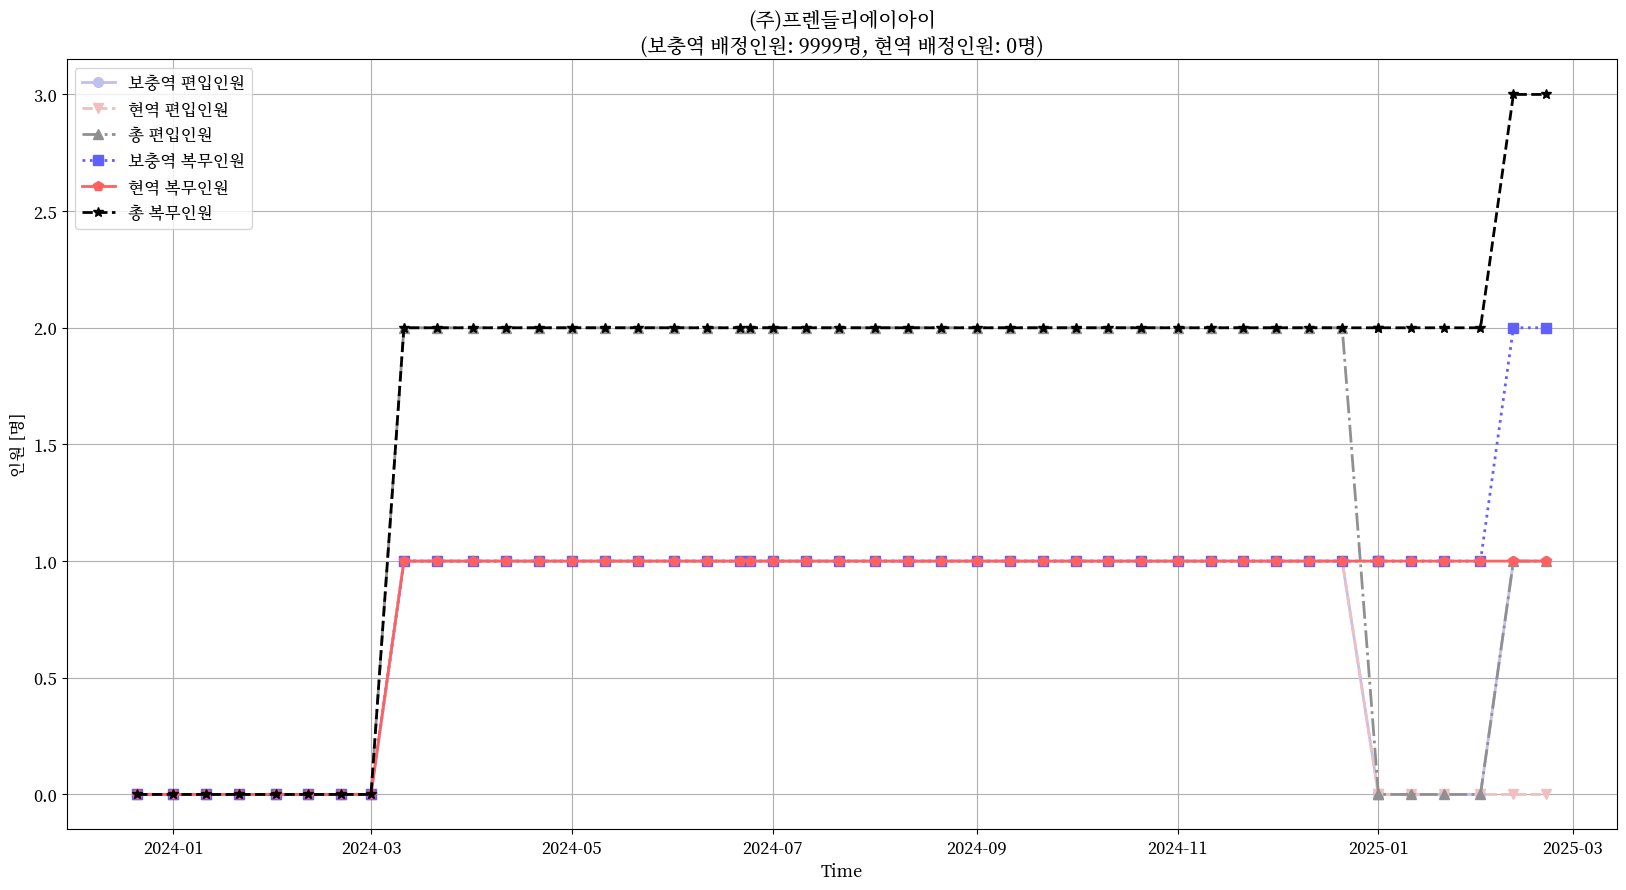 (주)프렌들리에이아이
(보충역 배정인원: 9999명, 현역 배정인원: 0명)
보충역 편입인원
현역 편입인원
총 편입인원
보충역 복무인원
현역 복무인원
총 복무인원
3.0
2.5
2.0
1.5
1.0
0.5
0.0
인원 [명]
2024-01
2024-03
2024-05
2024-07
2024-09
2024-11
2025-01
2025-03
Time